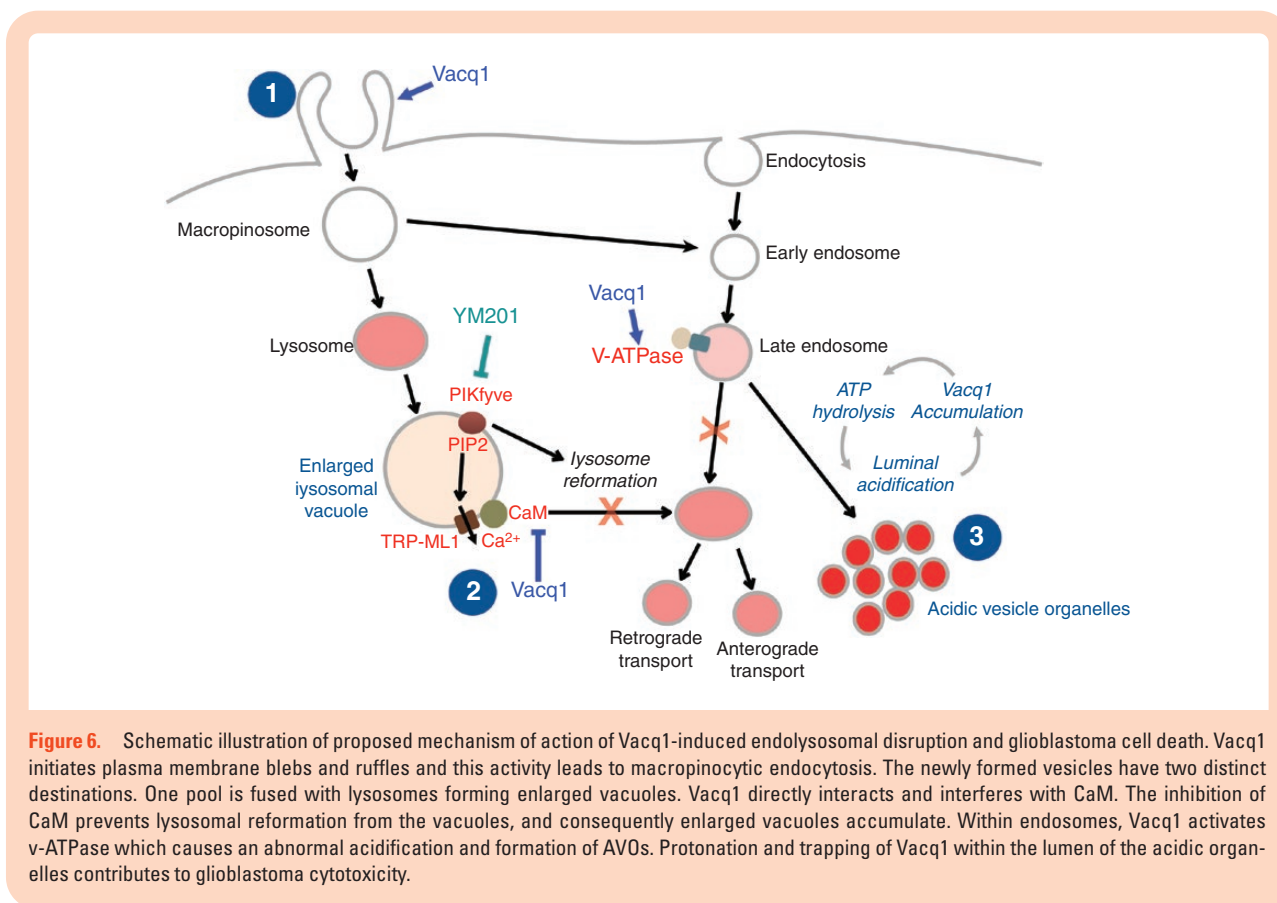 1
Vacq1
Endocytosis
Macropinosome
Early endosome
Vacq1
YM201
Lysosome
V-ATPase
Late endosome
PIKfyve
ATP
hydrolysis
Vacq1
Accumulation
PIP2
Luminal
acidification
Enlarged
iysosomal
vacuole
lysosome
reformation
CaM
TRP-ML1
Ca²⁺
2
Vacq1
3
Acidic vesicle organelles
Retrograde
transport
Anterograde
transport
Figure 6. Schematic illustration of proposed mechanism of action of Vacq1-induced endolysosomal disruption and glioblastoma cell death. Vacq1
initiates plasma membrane blebs and ruffles and this activity leads to macropinocytic endocytosis. The newly formed vesicles have two distinct
destinations. One pool is fused with lysosomes forming enlarged vacuoles. Vacq1 directly interacts and interferes with CaM. The inhibition of
CaM prevents lysosomal reformation from the vacuoles, and consequently enlarged vacuoles accumulate. Within endosomes, Vacq1 activates
v-ATPase which causes an abnormal acidification and formation of AVOs. Protonation and trapping of Vacq1 within the lumen of the acidic organ-
elles contributes to glioblastoma cytotoxicity.